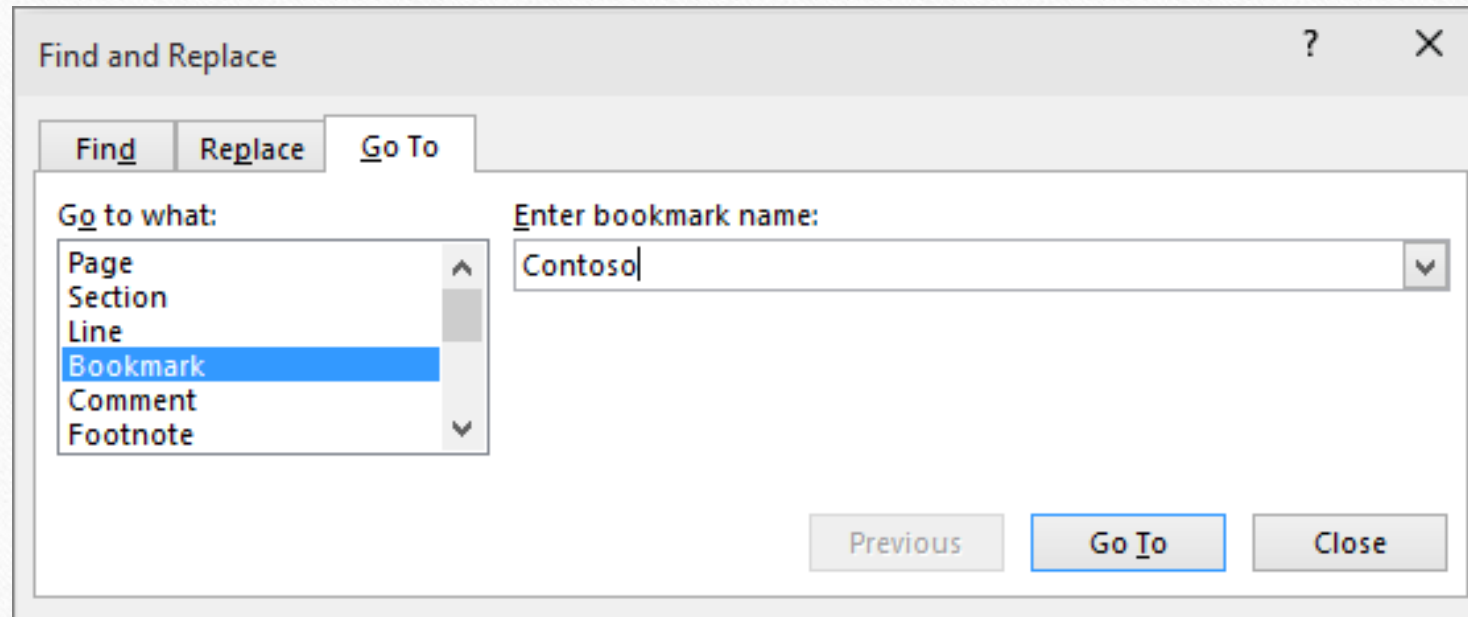 Find and Replace ?
Find Replace Go To
Go to what: Enter bookmark name:
Page Contoso
Section
Line
Bookmark
Comment
Footnote
Previous Go To Close